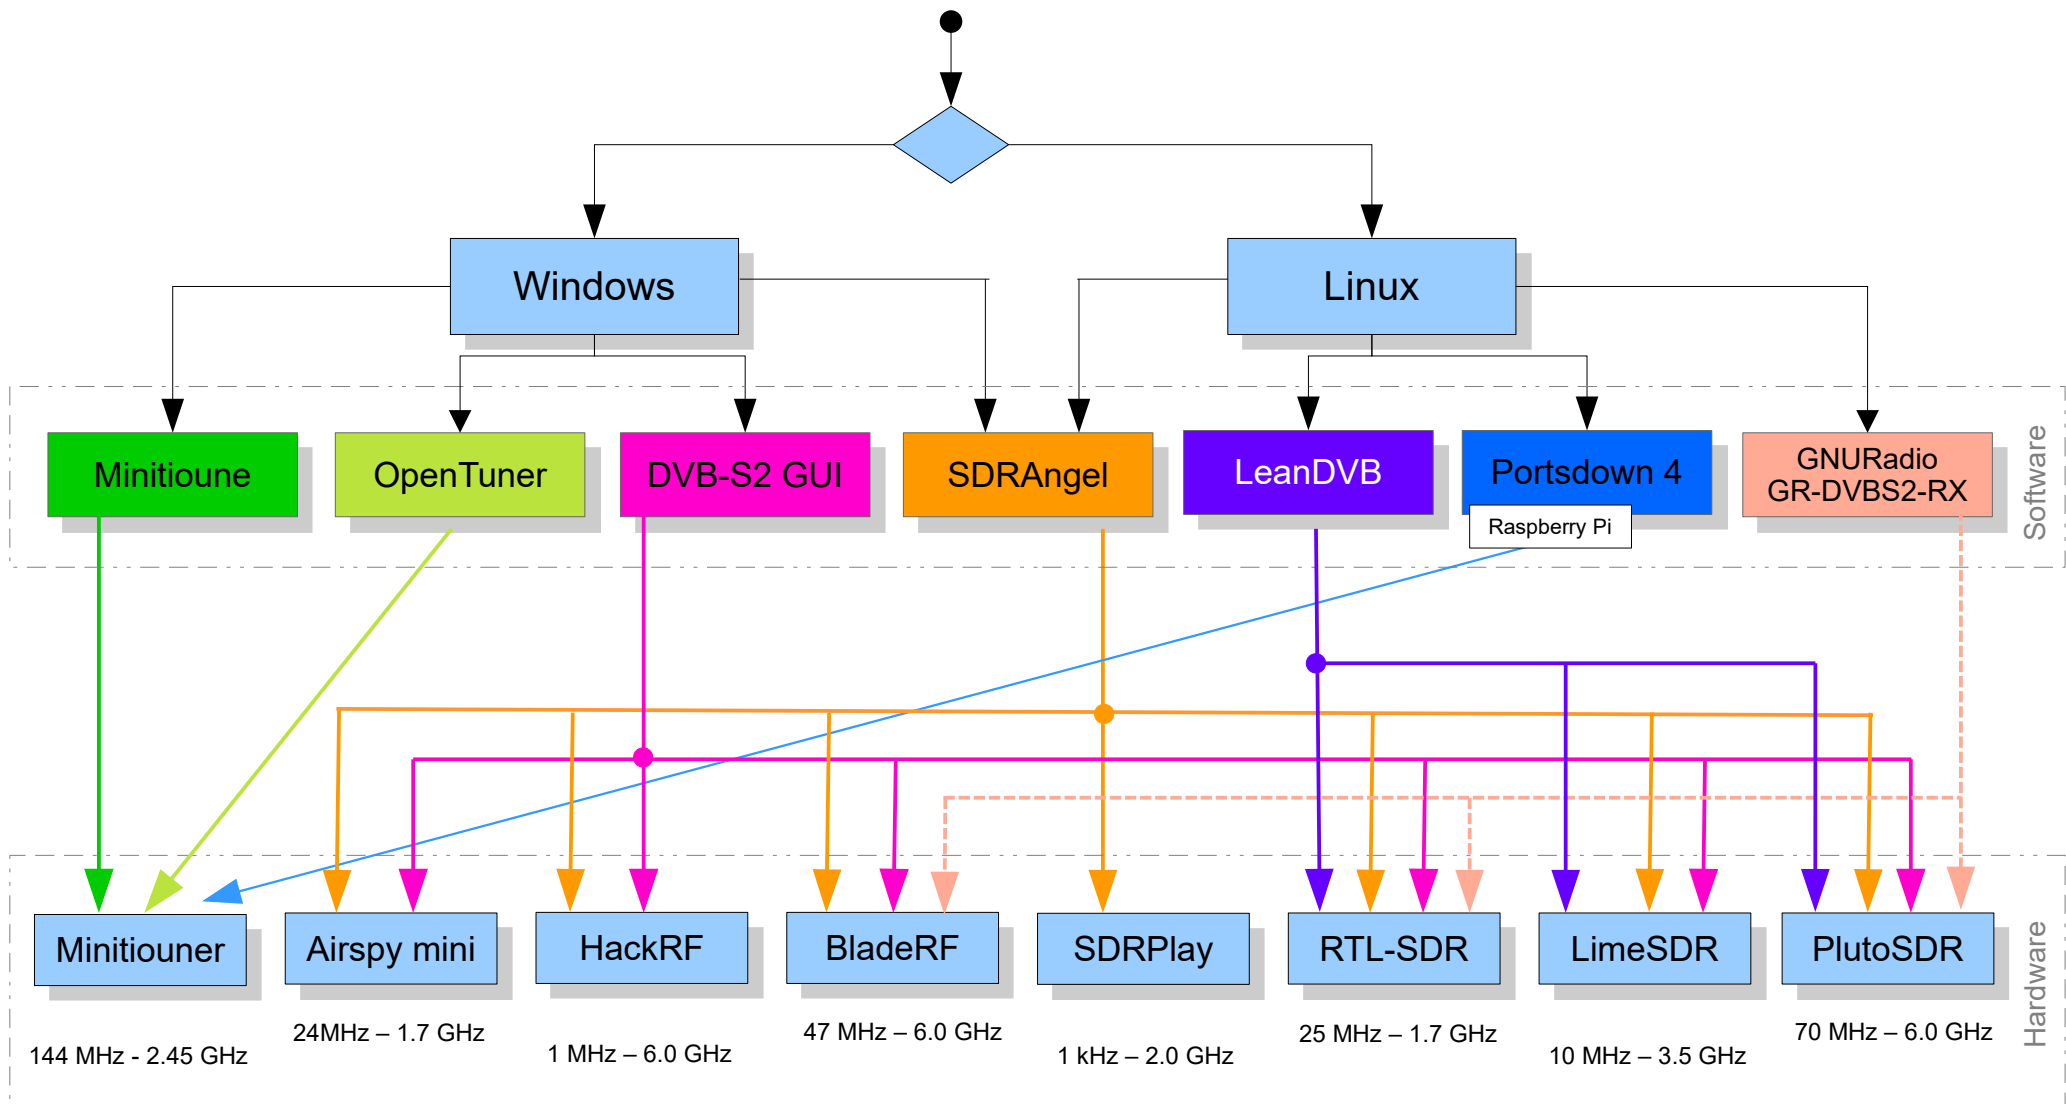 Windows
Linux
Minitioune
OpenTuner
DVB-S2 GUI
SDRAngel
LeanDVB
Portsdown 4
Raspberry Pi
GNURadio
GR-DVBS2-RX
Software
Minitiouner
Airspy mini
HackRF
BladeRF
SDRPlay
RTL-SDR
LimeSDR
PlutoSDR
Hardware
144 MHz - 2.45 GHz
24MHz – 1.7 GHz
1 MHz – 6.0 GHz
47 MHz – 6.0 GHz
1 kHz – 2.0 GHz
25 MHz – 1.7 GHz
10 MHz – 3.5 GHz
70 MHz – 6.0 GHz